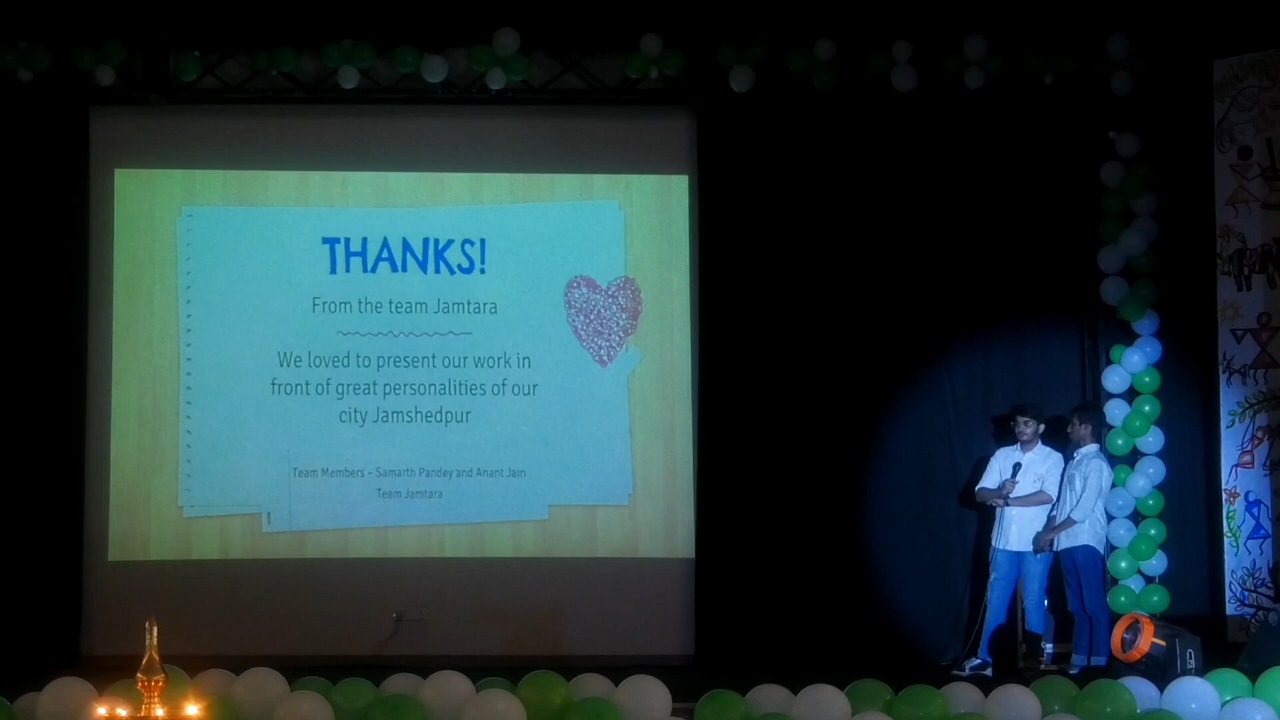 THANKS!
From the team Jamtara
We loved to present our work in
front of great personalities of our
city Jamshedpur
Team Members – Samarth Pandey and Anant Jain
Team Jamtara